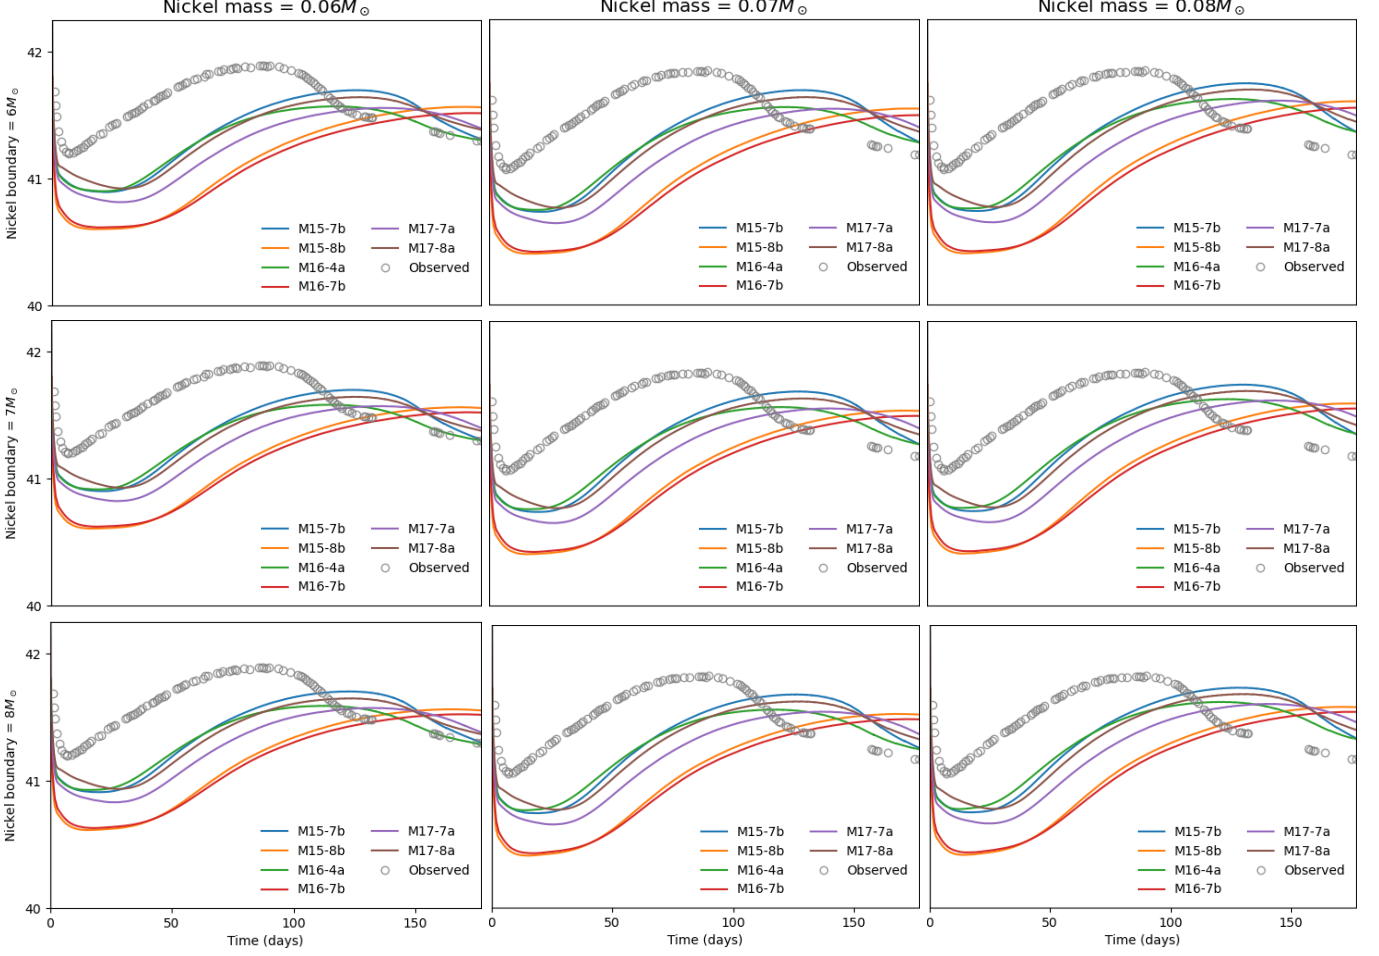 Nickel mass = 0.06M⊙
Nickel mass = 0.07M⊙
Nickel mass = 0.08M⊙
Nickel boundary = 6M⊙
42
41
40
M15-7b
M15-8b
M16-4a
M16-7b
M17-7a
M17-8a
Observed
M15-7b
M15-8b
M16-4a
M16-7b
M17-7a
M17-8a
Observed
M15-7b
M15-8b
M16-4a
M16-7b
M17-7a
M17-8a
Observed
Nickel boundary = 7M⊙
42
41
40
M15-7b
M15-8b
M16-4a
M16-7b
M17-7a
M17-8a
Observed
M15-7b
M15-8b
M16-4a
M16-7b
M17-7a
M17-8a
Observed
M15-7b
M15-8b
M16-4a
M16-7b
M17-7a
M17-8a
Observed
Nickel boundary = 8M⊙
42
41
40
M15-7b
M15-8b
M16-4a
M16-7b
M17-7a
M17-8a
Observed
M15-7b
M15-8b
M16-4a
M16-7b
M17-7a
M17-8a
Observed
M15-7b
M15-8b
M16-4a
M16-7b
M17-7a
M17-8a
Observed
0 50 100 150
0 50 100 150
0 50 100 150
Time (days)
Time (days)
Time (days)